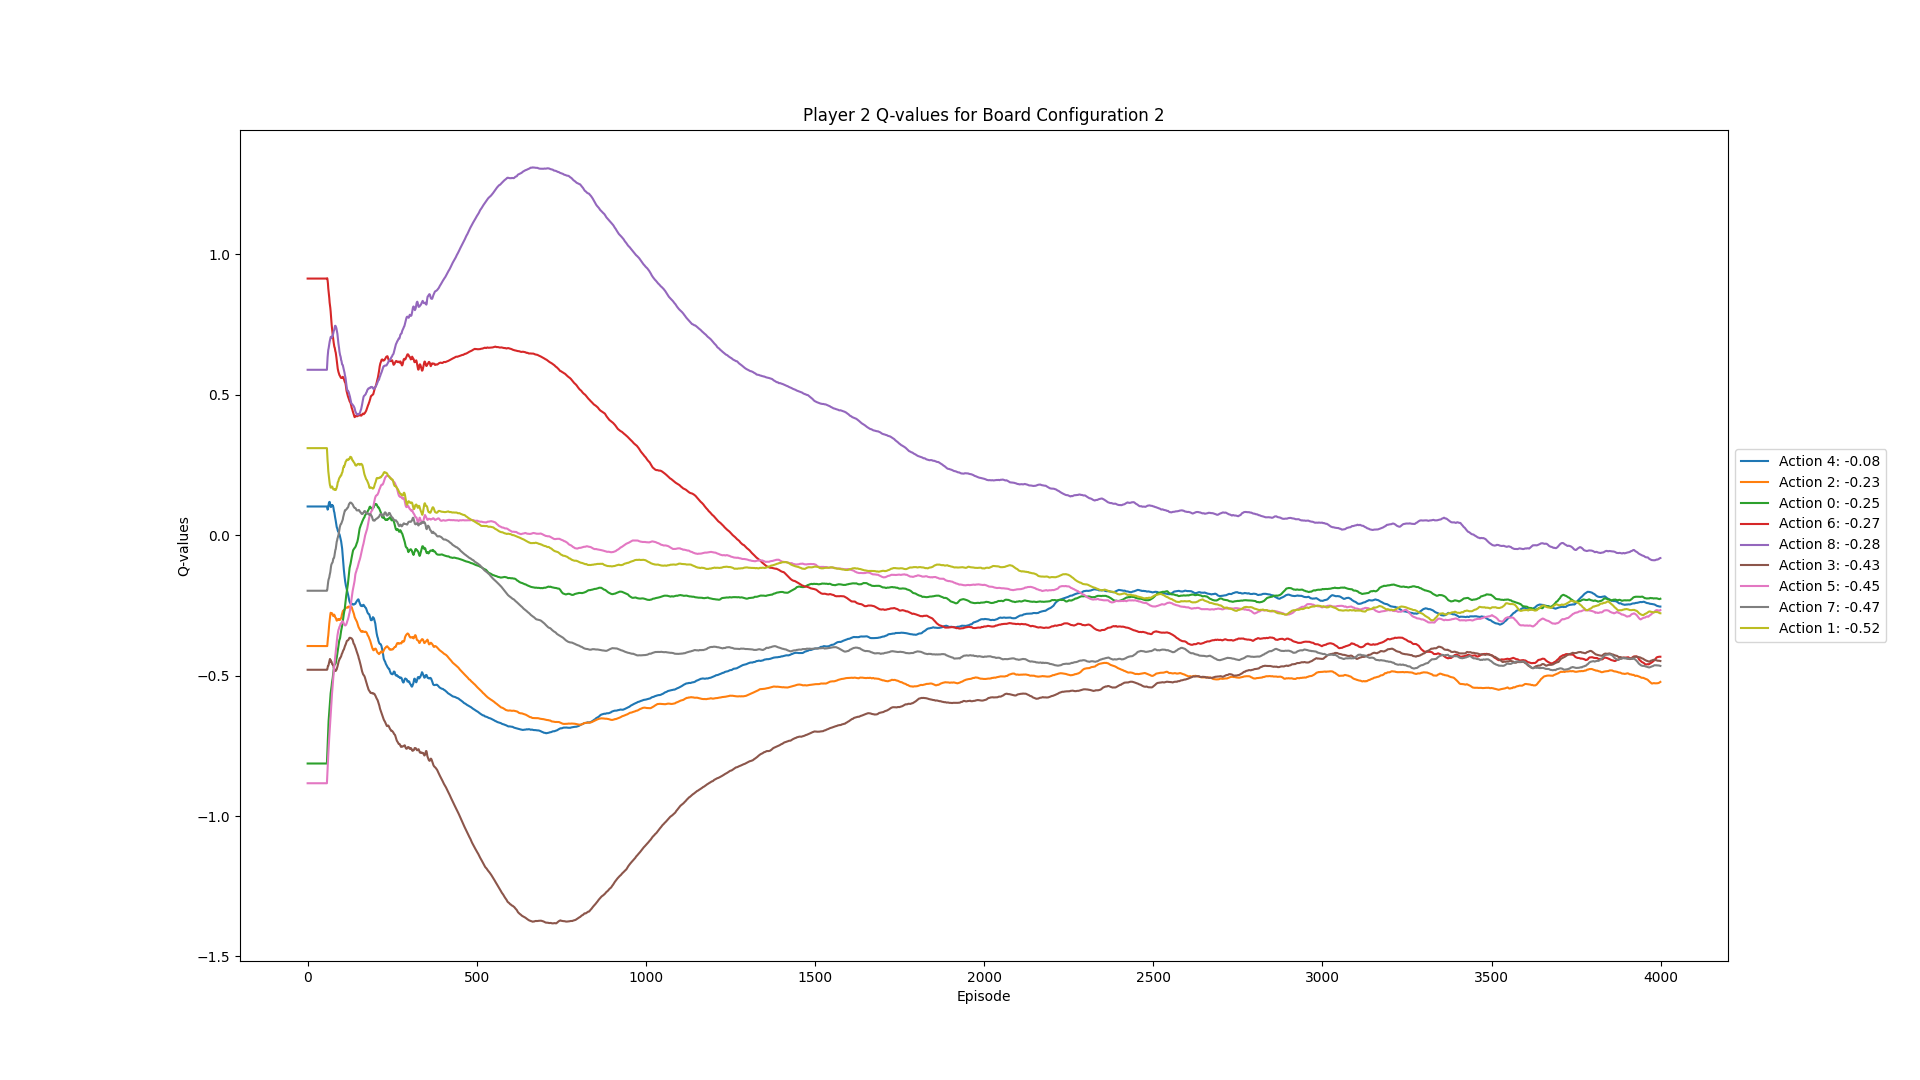 Player 2 Q-values for Board Configuration 2
1.0
0.5
0.0
−0.5
−1.0
−1.5
Q-values
0 500 1000 1500 2000 2500 3000 3500 4000
Episode
Action 4: -0.08
Action 2: -0.23
Action 0: -0.25
Action 6: -0.27
Action 8: -0.28
Action 3: -0.43
Action 5: -0.45
Action 7: -0.47
Action 1: -0.52